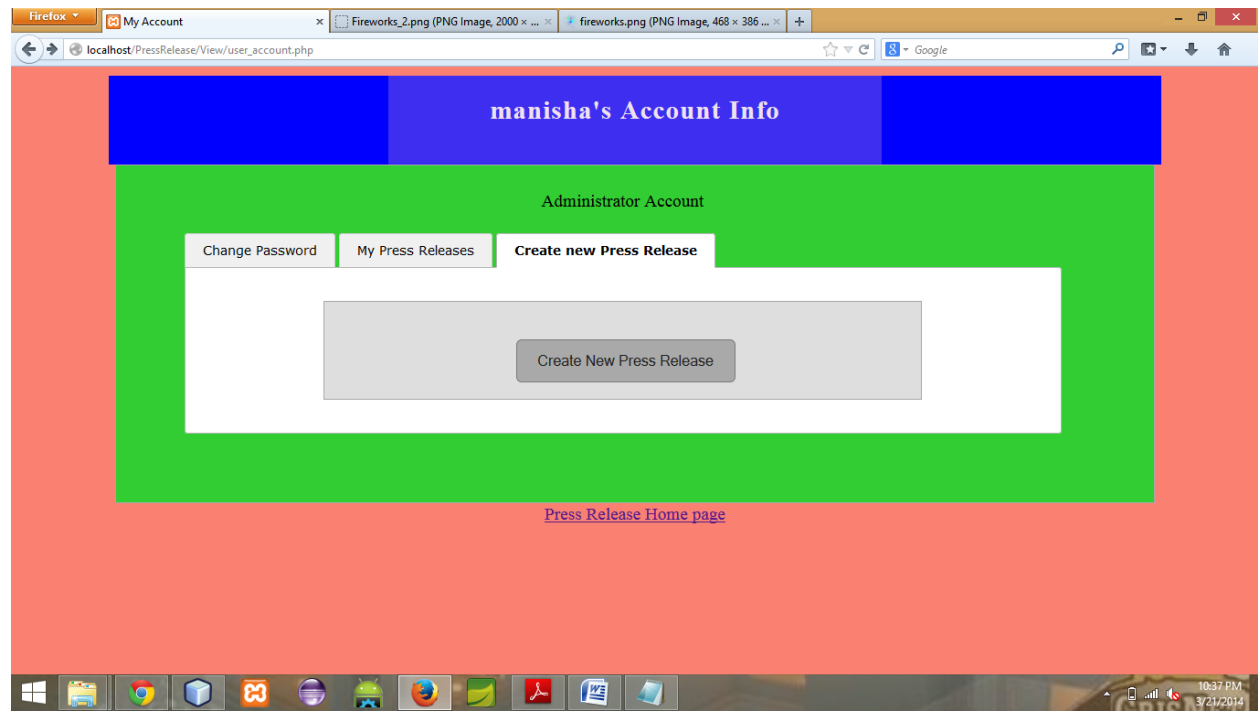 Firefox
My Account
Fireworks_2.png (PNG Image, 2000 × ...
fireworks.png (PNG Image, 468 × 386 ...
localhost/PressRelease/View/user_account.php
Google
manisha's Account Info
Administrator Account
Change Password
My Press Releases
Create new Press Release
Create New Press Release
Press Release Home page
10:37 PM
3/21/2014